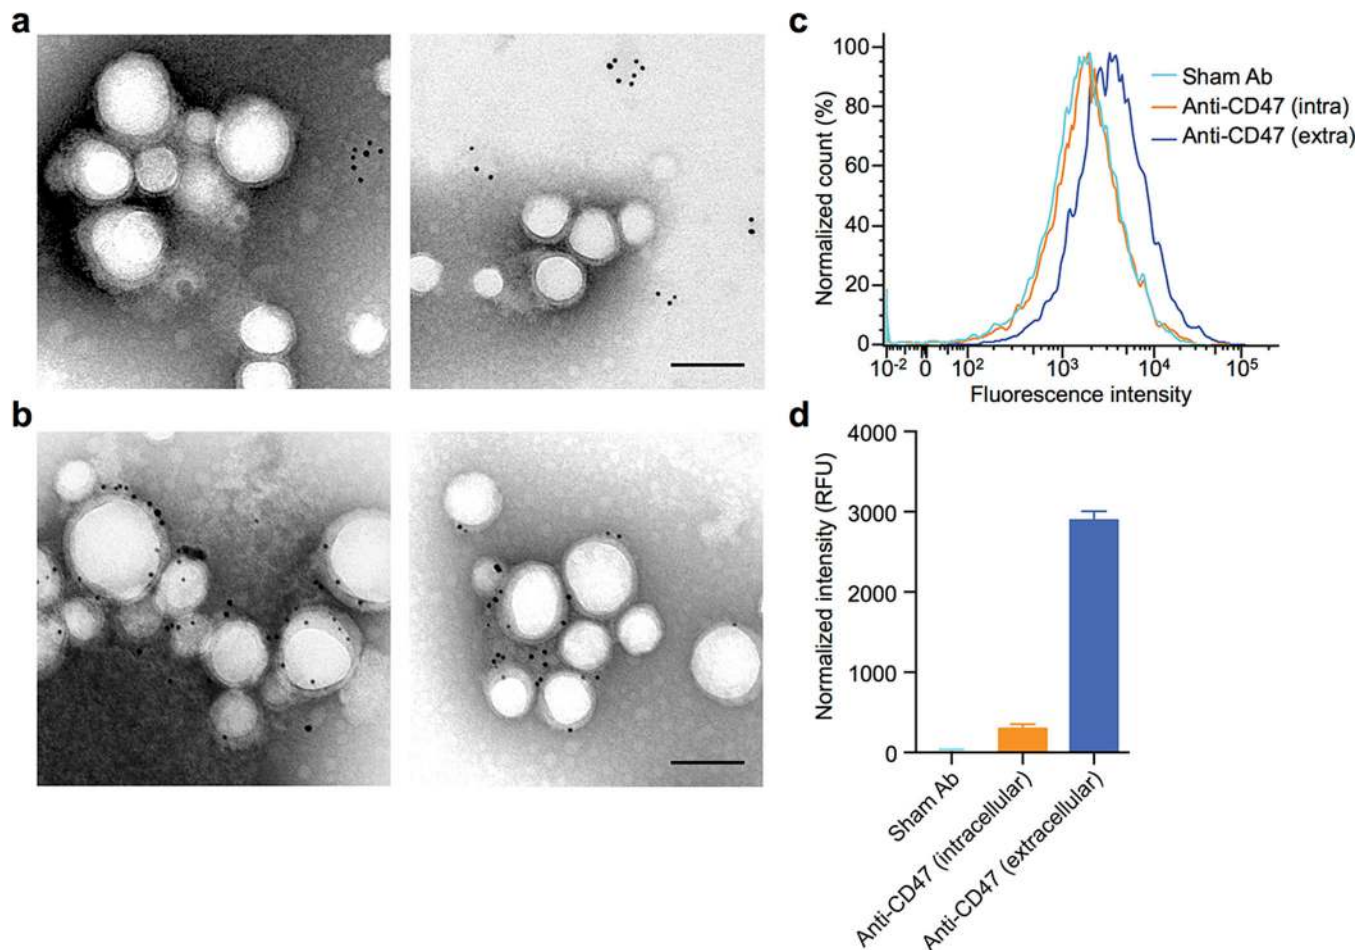 a
b
c
100
80
60
40
20
0
Normalized count (%)
10-2 0 102 103 104 105
Fluorescence intensity
Sham Ab
Anti-CD47 (intra)
Anti-CD47 (extra)
d
4000
3000
2000
1000
0
Normalized intensity (RFU)
Sham Ab
Anti-CD47 (intracellular)
Anti-CD47 (extracellular)